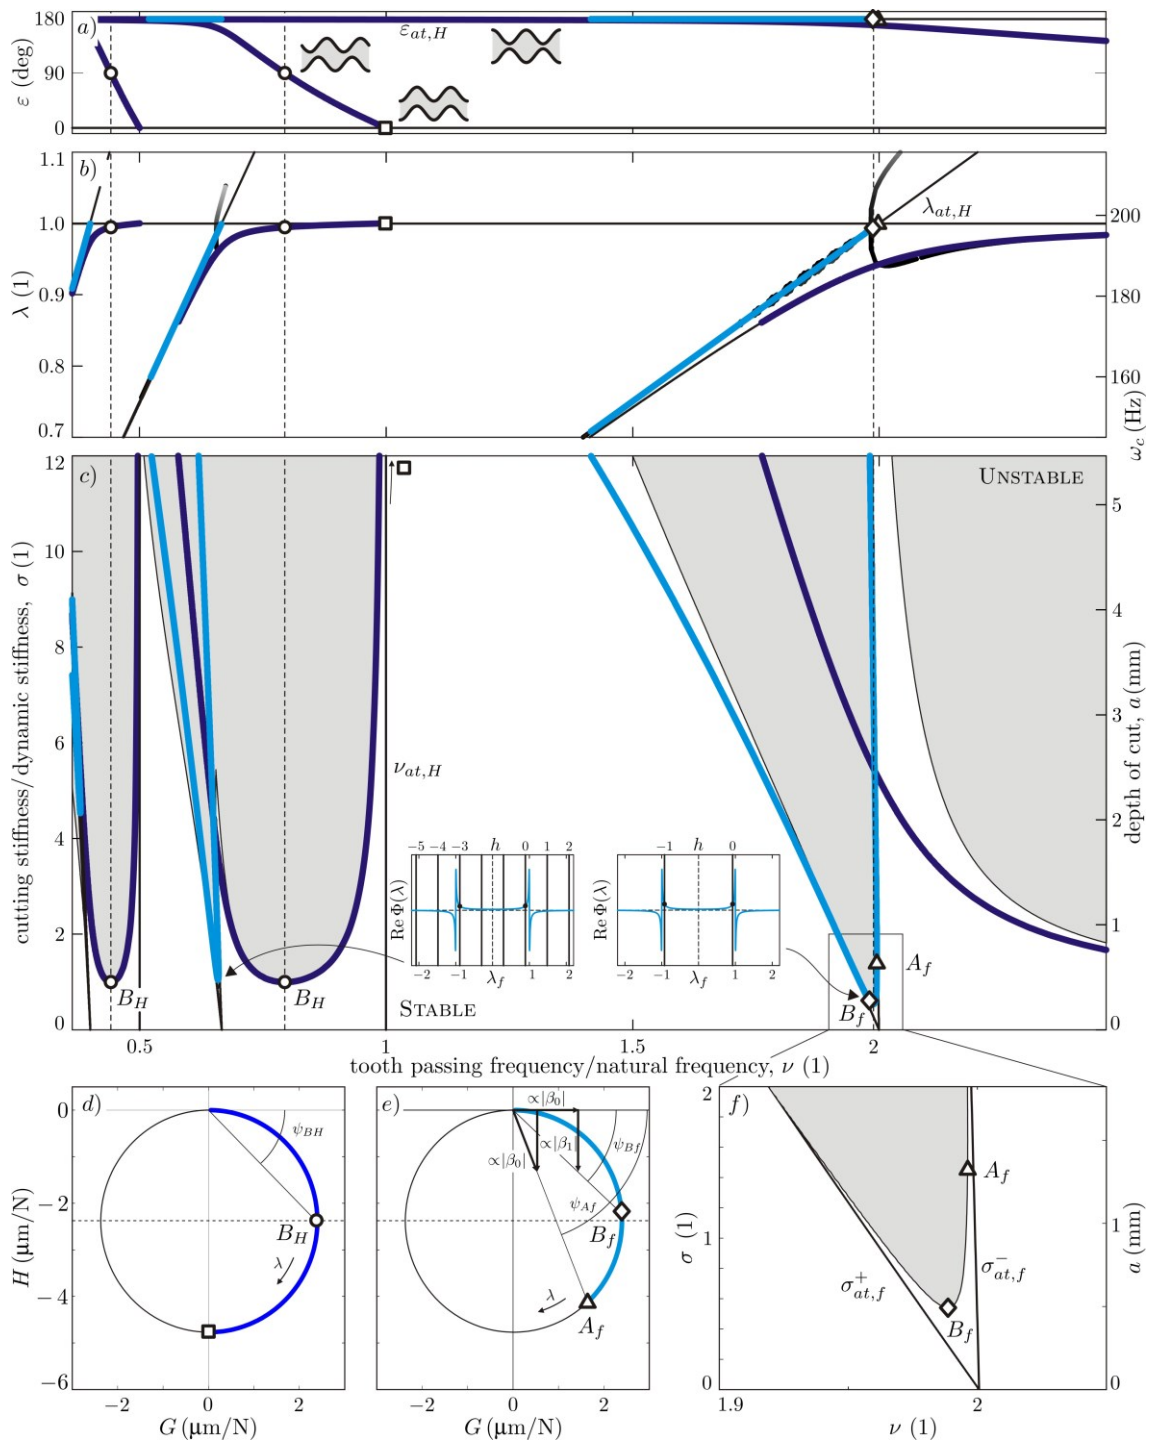 a)
ε (deg)
180
90
0
ε_{at,H}
b)
λ (1)
1.1
1.0
0.9
0.8
0.7
λ_{at,H}
200
180
160
ω_c (Hz)
c)
UNSTABLE
cutting stiffness/dynamic stiffness, σ (1)
12
10
8
6
4
2
0
ν_{at,H}
5
4
3
2
1
0
depth of cut, a (mm)
−5 −4 −3 h 0 1 2
Re Φ(λ)
−2 −1 λ_f 1 2
−1 h 0
Re Φ(λ)
−2 −1 λ_f 1 2
B_H
B_H
STABLE
A_f
B_f
0.5 1 1.5 2
tooth passing frequency/natural frequency, ν (1)
d)
H (μm/N)
−0
−2
−4
−6
ψ_{BH}
B_H
λ
−2 0 2
G (μm/N)
e)
∝|β_0|
∝|β_1|
∝|β_0|
ψ_{Bf}
ψ_{Af}
B_f
λ
A_f
−2 0 2
G (μm/N)
f)
σ (1)
2
1
0
A_f
σ^+_{at,f}
σ^−_{at,f}
B_f
1
0
a (mm)
1.9 2
ν (1)